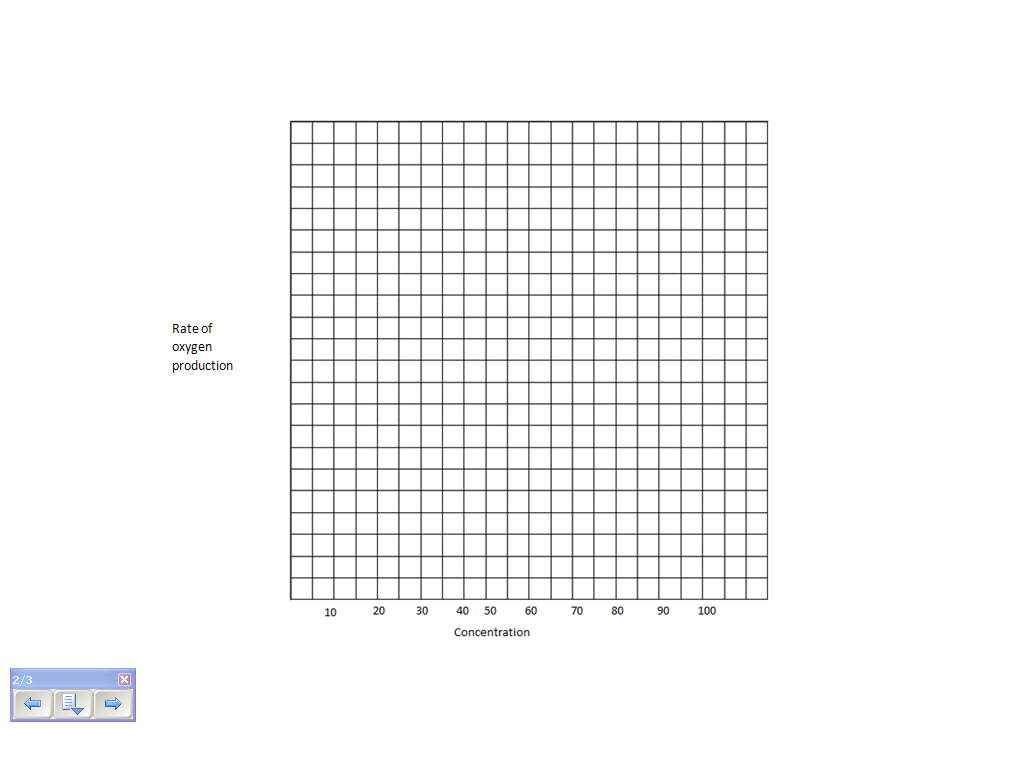 Rate of
oxygen
production
10 20 30 40 50 60 70 80 90 100
Concentration
2/3